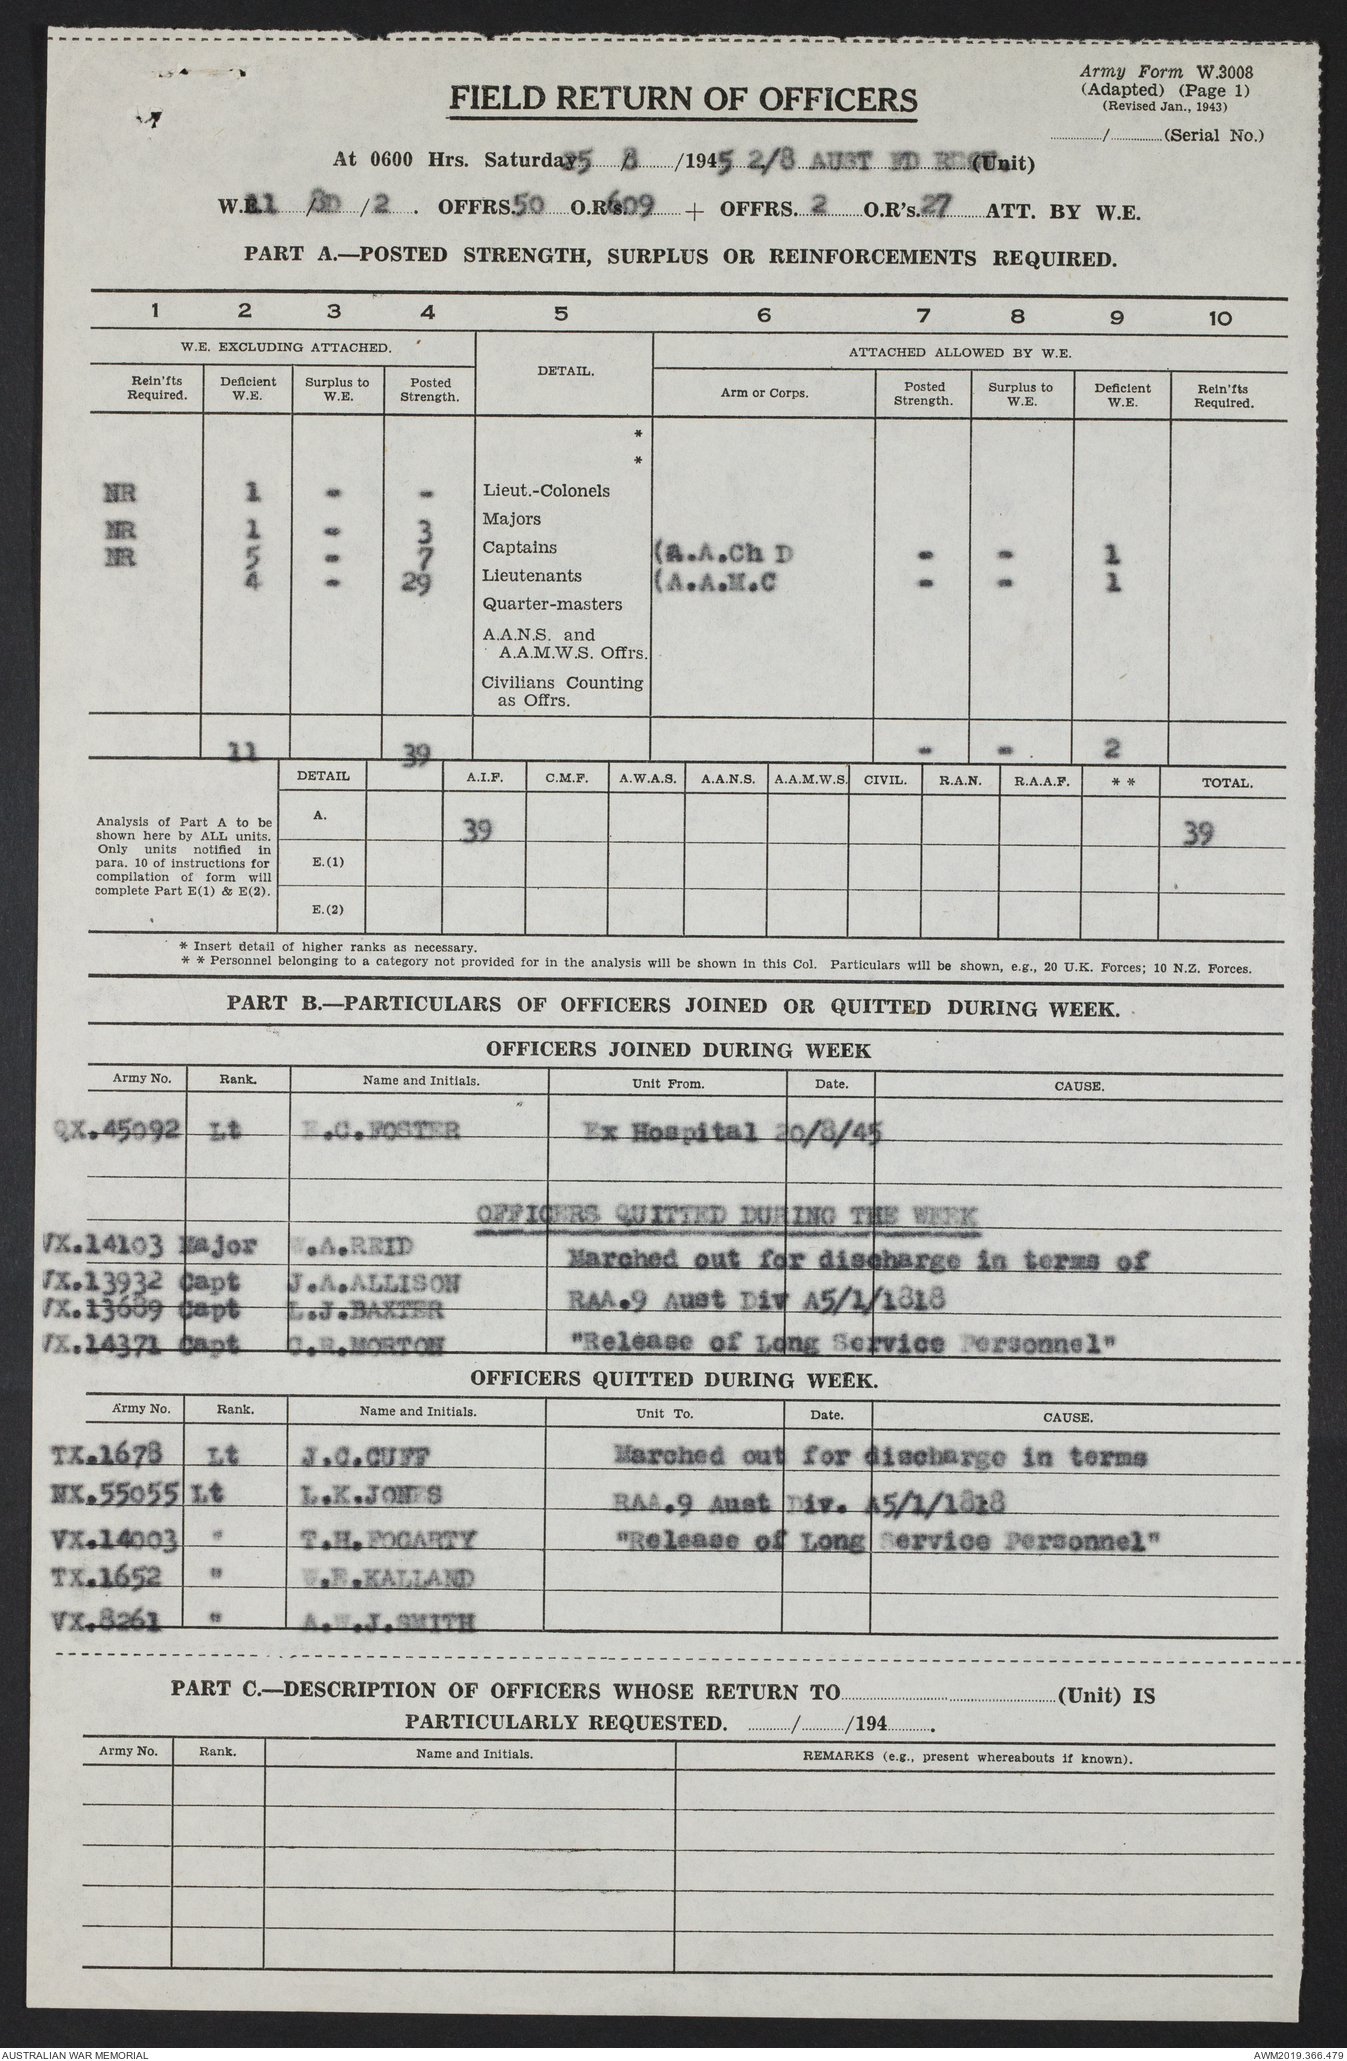 Army Form W.3008
(Adapted) (Page 1)
(Revised Jan., 1943)
FIELD RETURN OF OFFICERS
/ (Serial No.)
At 0600 Hrs. Saturday 25 / 8 /1945 2/8 AUST FD REGT (Unit)
W.E. / /2 . OFFRS. 50 O.R's. 609 + OFFRS. 2 O.R's. 27 ATT. BY W.E.
PART A.—POSTED STRENGTH, SURPLUS OR REINFORCEMENTS REQUIRED.
1 2 3 4 5 6 7 8 9 10
W.E. EXCLUDING ATTACHED. DETAIL. ATTACHED ALLOWED BY W.E.
Rein'fts Required. Deficient W.E. Surplus to W.E. Posted Strength. Arm or Corps. Posted Strength. Surplus to W.E. Deficient W.E. Rein'fts Required.
*
*
NR 1 - - Lieut.-Colonels
NR 1 - 3 Majors
NR 5 - 7 Captains (A.A.Ch D - - 1
4 - 29 Lieutenants (A.A.M.C - - 1
Quarter-masters
A.A.N.S. and
A.A.M.W.S. Offrs.
Civilians Counting
as Offrs.
11 39 - - 2
DETAIL A.I.F. C.M.F. A.W.A.S. A.A.N.S. A.A.M.W.S. CIVIL. R.A.N. R.A.A.F. * * TOTAL.
Analysis of Part A to be
shown here by ALL units.
Only units notified in
para. 10 of instructions for
compilation of form will
complete Part E(1) & E(2).
A. 39 39
E.(1)
E.(2)
* Insert detail of higher ranks as necessary.
* * Personnel belonging to a category not provided for in the analysis will be shown in this Col. Particulars will be shown, e.g., 20 U.K. Forces; 10 N.Z. Forces.
PART B.—PARTICULARS OF OFFICERS JOINED OR QUITTED DURING WEEK.
OFFICERS JOINED DURING WEEK
Army No. Rank. Name and Initials. Unit From. Date. CAUSE.
QX.45092 Lt E.C.FOSTER Ex Hospital 20/8/45
OFFICERS QUITTED DURING THE WEEK
VX.14103 Major W.A.REID Marched out for discharge in terms of
VX.13932 Capt J.A.ALLISON
VX.13689 Capt L.J.BAXTER RAA.9 Aust Div A5/1/1818
VX.14371 Capt C.R.MORTON "Release of Long Service Personnel"
OFFICERS QUITTED DURING WEEK.
Army No. Rank. Name and Initials. Unit To. Date. CAUSE.
TX.1678 Lt J.C.CUFF Marched out for discharge in terms
NX.55055 Lt L.K.JONES RAA.9 Aust Div. A5/1/1818
VX.14003 " T.H.FOGARTY "Release of Long Service Personnel"
TX.1652 " W.E.KALLAND
VX.8261 " A.W.J.SMITH
PART C.—DESCRIPTION OF OFFICERS WHOSE RETURN TO (Unit) IS
PARTICULARLY REQUESTED. / /194 .
Army No. Rank. Name and Initials. REMARKS (e.g., present whereabouts if known).
AUSTRALIAN WAR MEMORIAL AWM2019.366.479